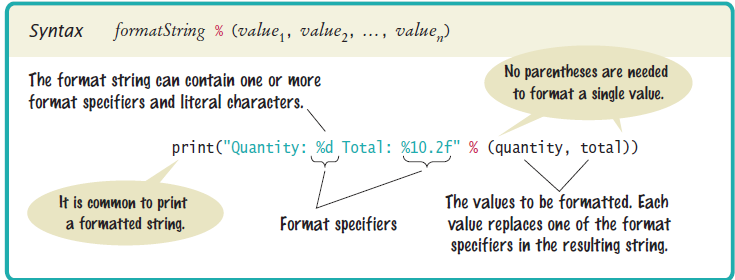 Syntax formatString % (value1, value2, ..., valuen)
No parentheses are needed
to format a single value.
The format string can contain one or more
format specifiers and literal characters.
print("Quantity: %d Total: %10.2f" % (quantity, total))
It is common to print
a formatted string.
Format specifiers
The values to be formatted. Each
value replaces one of the format
specifiers in the resulting string.